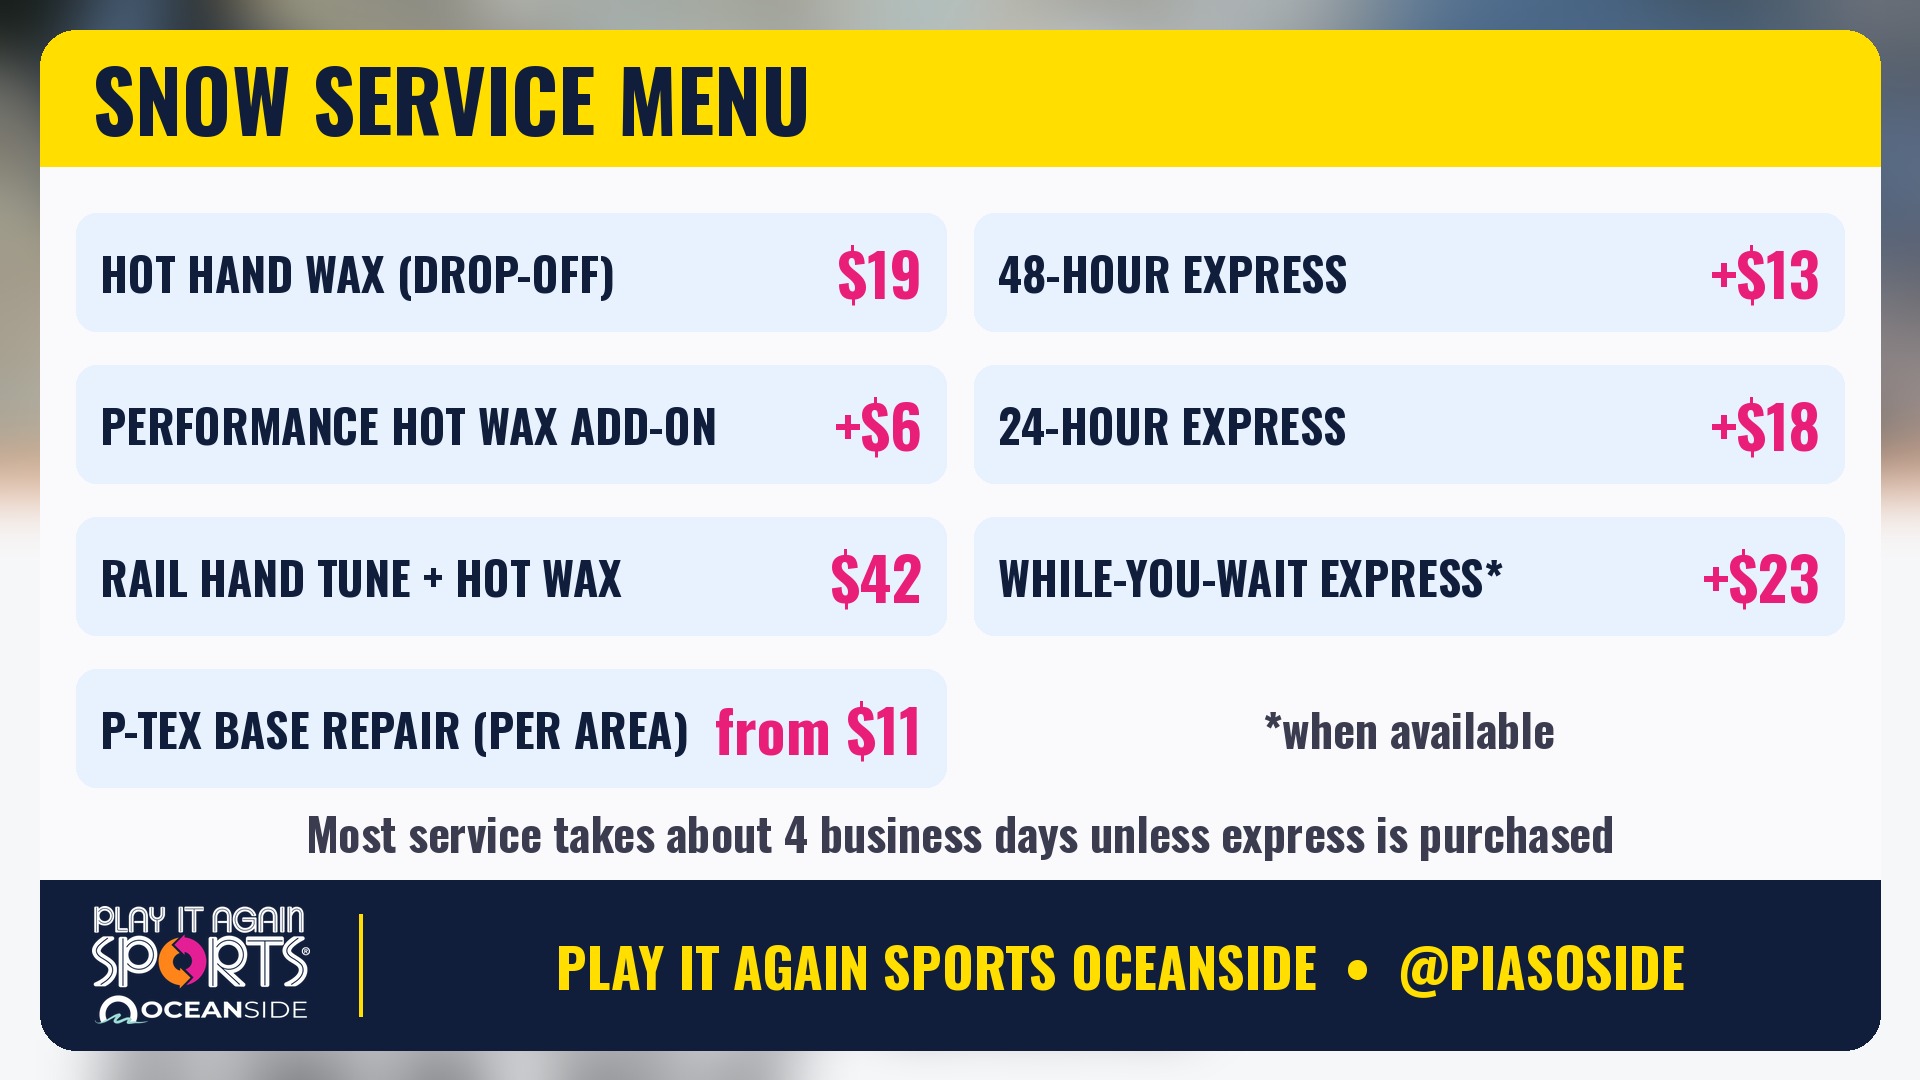 SNOW SERVICE MENU
HOT HAND WAX (DROP-OFF) $19
PERFORMANCE HOT WAX ADD-ON +$6
RAIL HAND TUNE + HOT WAX $42
P-TEX BASE REPAIR (PER AREA) from $11
48-HOUR EXPRESS +$13
24-HOUR EXPRESS +$18
WHILE-YOU-WAIT EXPRESS* +$23
*when available
Most service takes about 4 business days unless express is purchased
PLAY IT AGAIN
SPORTS®
OCEANSIDE
PLAY IT AGAIN SPORTS OCEANSIDE • @PIASOSIDE